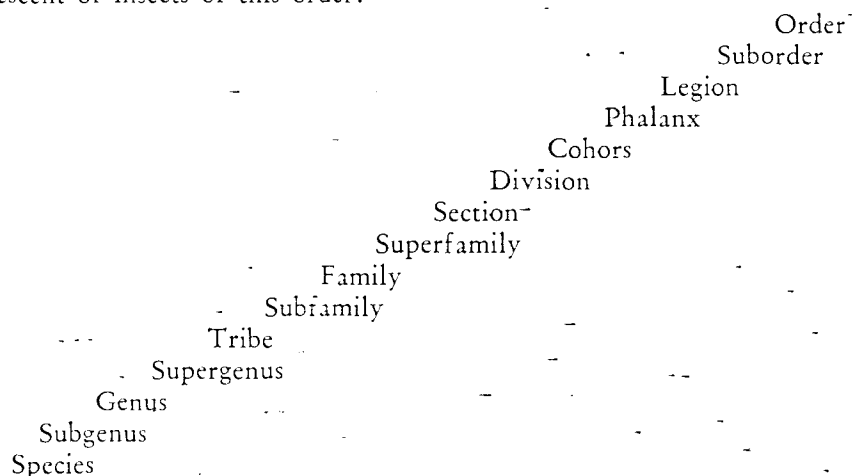 of insects of this order.
Order
Suborder
Legion
Phalanx
Cohors
Division
Section
Superfamily
Family
Subfamily
Tribe
Supergenus
Genus
Subgenus
Species